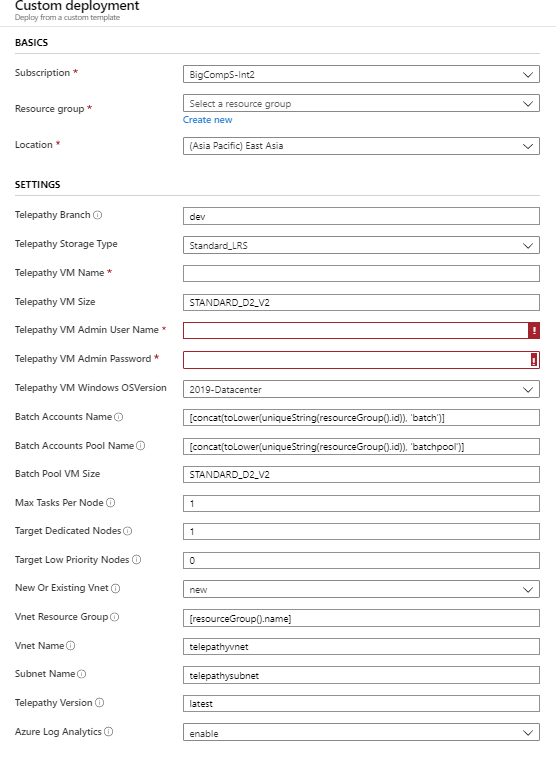 Custom deployment
Deploy from a custom template
BASICS
Subscription *
BigCompS-Int2
Resource group *
Select a resource group
Create new
Location *
(Asia Pacific) East Asia
SETTINGS
Telepathy Branch
dev
Telepathy Storage Type
Standard_LRS
Telepathy VM Name *
Telepathy VM Size
STANDARD_D2_V2
Telepathy VM Admin User Name *
Telepathy VM Admin Password *
Telepathy VM Windows OSVersion
2019-Datacenter
Batch Accounts Name
[concat(toLower(uniqueString(resourceGroup().id)), 'batch')]
Batch Accounts Pool Name
[concat(toLower(uniqueString(resourceGroup().id)), 'batchpool')]
Batch Pool VM Size
STANDARD_D2_V2
Max Tasks Per Node
1
Target Dedicated Nodes
1
Target Low Priority Nodes
0
New Or Existing Vnet
new
Vnet Resource Group
[resourceGroup().name]
Vnet Name
telepathyvnet
Subnet Name
telepathysubnet
Telepathy Version
latest
Azure Log Analytics
enable